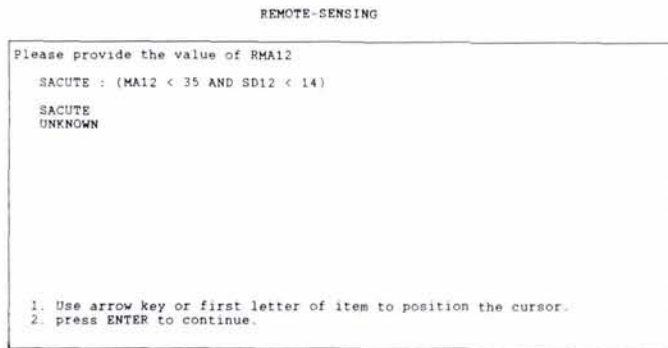 REMOTE-SENSING
Please provide the value of RMA12
SACUTE : (MA12 < 35 AND SD12 < 14)
SACUTE
UNKNOWN
1. Use arrow key or first letter of item to position the cursor.
2. press ENTER to continue.